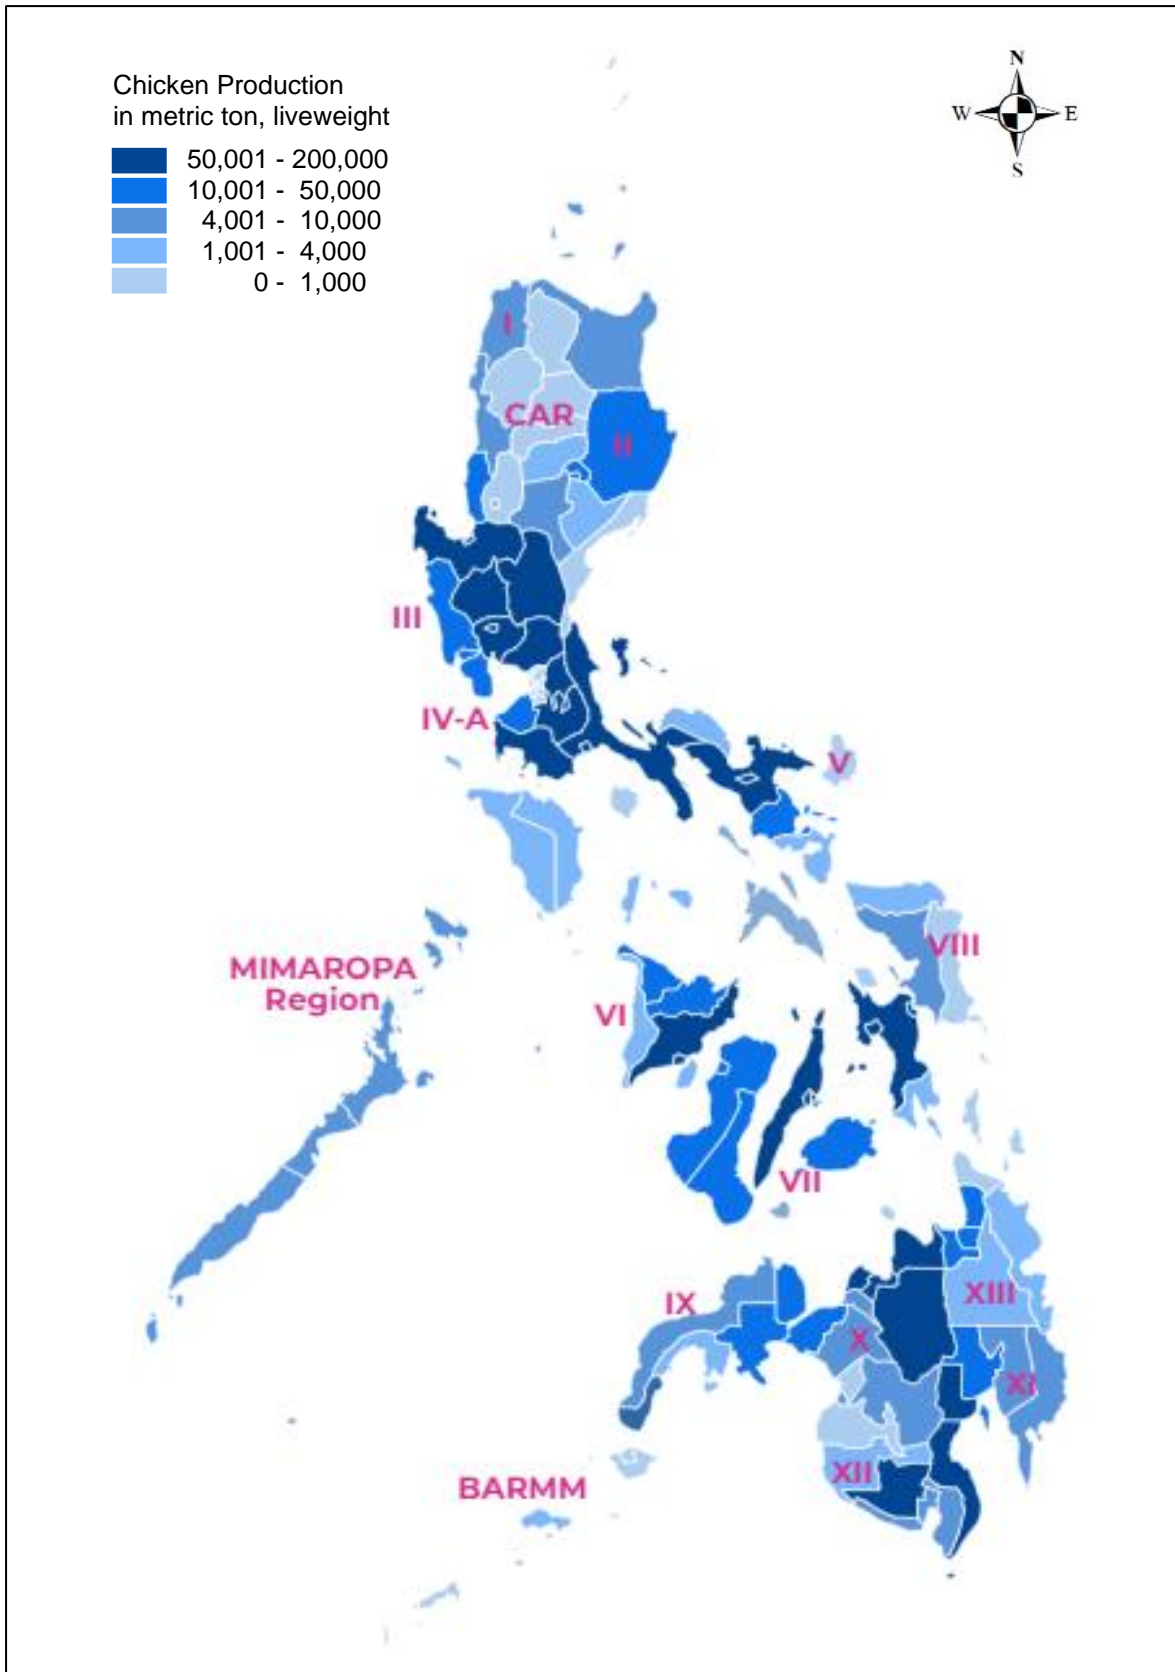 Chicken Production
in metric ton, liveweight
50,001 - 200,000
10,001 - 50,000
4,001 - 10,000
1,001 - 4,000
0 - 1,000
N
W E
S
I
CAR
II
III
IV-A
V
MIMAROPA
Region
VIII
VI
VII
IX
XIII
X
XI
BARMM
XII